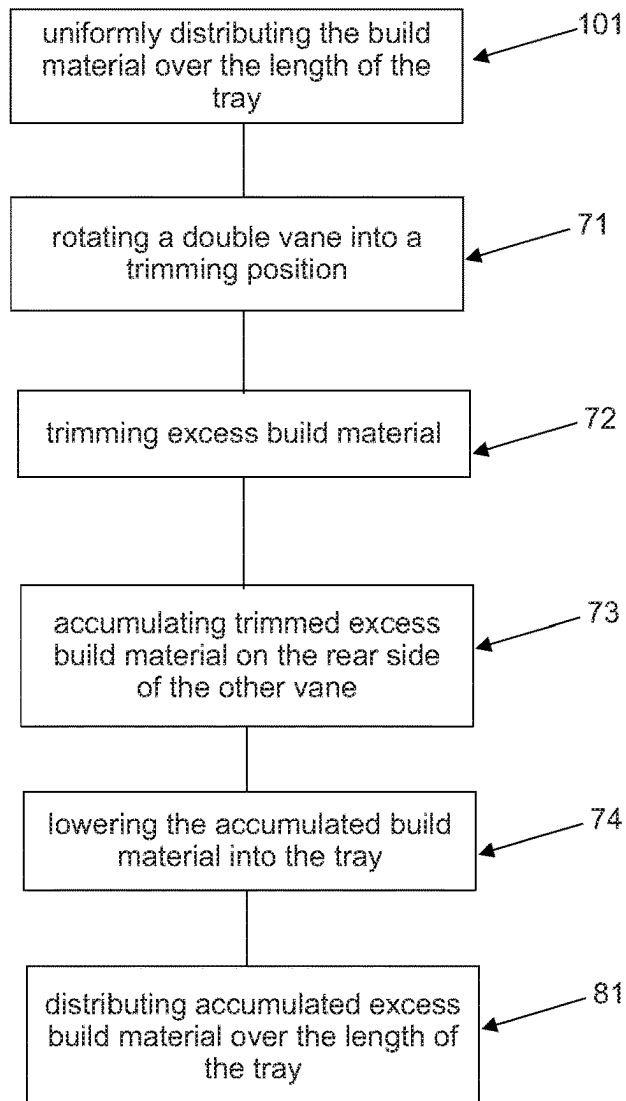 uniformly distributing the build
material over the length of the
tray
101
rotating a double vane into a
trimming position
71
trimming excess build material
72
accumulating trimmed excess
build material on the rear side
of the other vane
73
lowering the accumulated build
material into the tray
74
distributing accumulated excess
build material over the length of
the tray
81